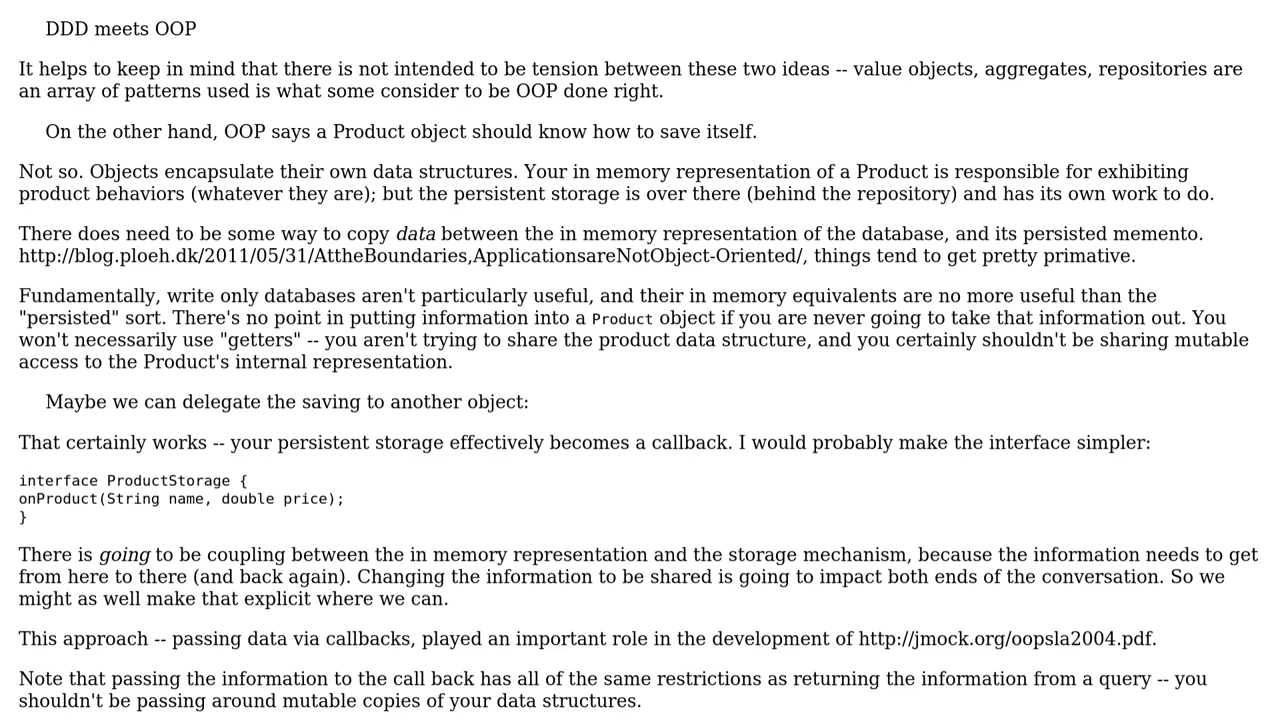 DDD meets OOP
It helps to keep in mind that there is not intended to be tension between these two ideas -- value objects, aggregates, repositories are
an array of patterns used is what some consider to be OOP done right.
On the other hand, OOP says a Product object should know how to save itself.
Not so. Objects encapsulate their own data structures. Your in memory representation of a Product is responsible for exhibiting
product behaviors (whatever they are); but the persistent storage is over there (behind the repository) and has its own work to do.
There does need to be some way to copy data between the in memory representation of the database, and its persisted memento.
http://blog.ploeh.dk/2011/05/31/AttheBoundaries,ApplicationsareNotObject-Oriented/, things tend to get pretty primative.
Fundamentally, write only databases aren't particularly useful, and their in memory equivalents are no more useful than the
"persisted" sort. There's no point in putting information into a Product object if you are never going to take that information out. You
won't necessarily use "getters" -- you aren't trying to share the product data structure, and you certainly shouldn't be sharing mutable
access to the Product's internal representation.
Maybe we can delegate the saving to another object:
That certainly works -- your persistent storage effectively becomes a callback. I would probably make the interface simpler:
interface ProductStorage {
onProduct(String name, double price);
}
There is going to be coupling between the in memory representation and the storage mechanism, because the information needs to get
from here to there (and back again). Changing the information to be shared is going to impact both ends of the conversation. So we
might as well make that explicit where we can.
This approach -- passing data via callbacks, played an important role in the development of http://jmock.org/oopsla2004.pdf.
Note that passing the information to the call back has all of the same restrictions as returning the information from a query -- you
shouldn't be passing around mutable copies of your data structures.